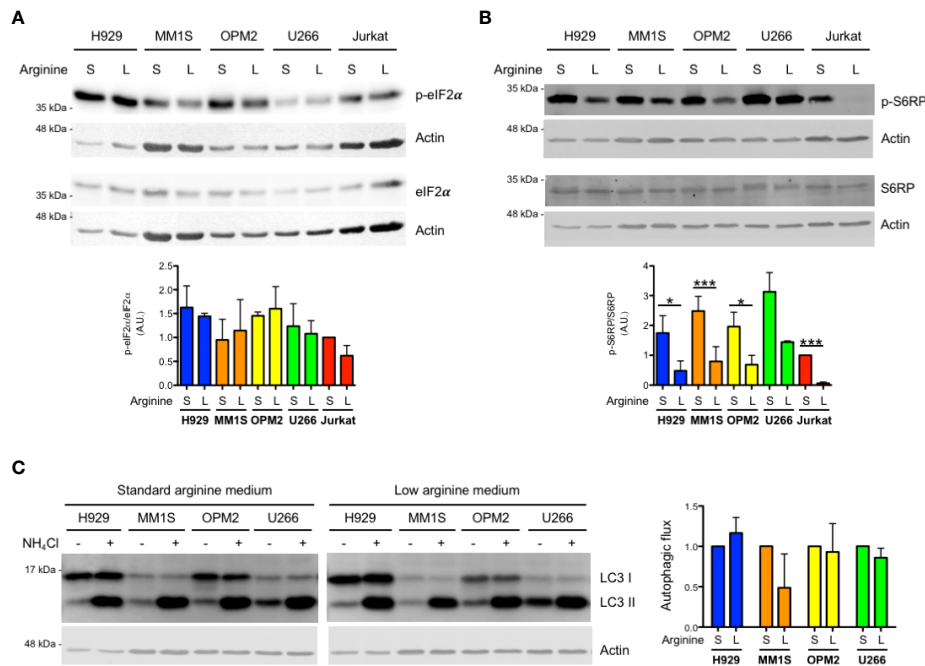 A
H929 MM1S OPM2 U266 Jurkat
Arginine S L S L S L S L S L
p-eIF2α
35 kDa
48 kDa
Actin
eIF2α
35 kDa
48 kDa
Actin
p-eIF2α/eIF2α
(A.U.)
2.5
2.0
1.5
1.0
0.5
0.0
Arginine S L S L S L S L S L
H929 MM1S OPM2 U266 Jurkat
B
H929 MM1S OPM2 U266 Jurkat
Arginine S L S L S L S L S L
35 kDa
p-S6RP
48 kDa
Actin
35 kDa
S6RP
48 kDa
Actin
p-S6RP/S6RP
(A.U.)
4
3
2
1
0
* *** * ***
Arginine S L S L S L S L S L
H929 MM1S OPM2 U266 Jurkat
C
Standard arginine medium Low arginine medium
H929 MM1S OPM2 U266 H929 MM1S OPM2 U266
NH₄Cl - + - + - + - + - + - + - + - +
17 kDa
LC3 I
LC3 II
48 kDa
Actin
Autophagic flux
1.5
1.0
0.5
0.0
Arginine S L S L S L S L
H929 MM1S OPM2 U266